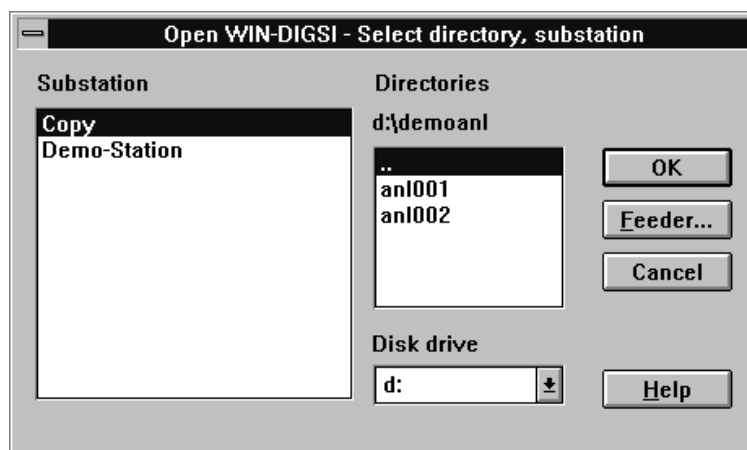 Open WIN-DIGSI - Select directory, substation
Substation
Copy
Demo-Station
Directories
d:\demoanl
..
anl001
anl002
Disk drive
d:
OK
Feeder...
Cancel
Help